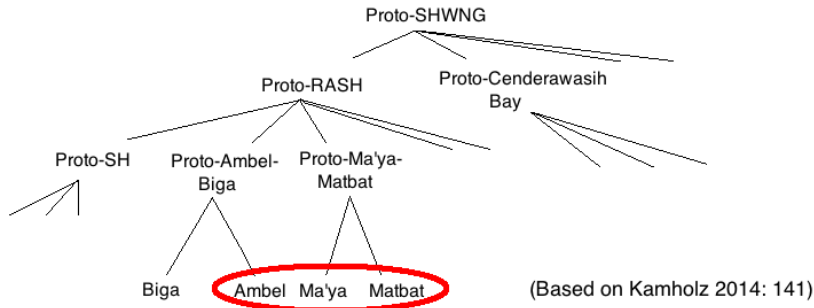 Proto-SHWNG
Proto-RASH
Proto-Cenderawasih
Bay
Proto-SH
Proto-Ambel-
Biga
Proto-Ma'ya-
Matbat
Biga
Ambel
Ma'ya
Matbat
(Based on Kamholz 2014: 141)